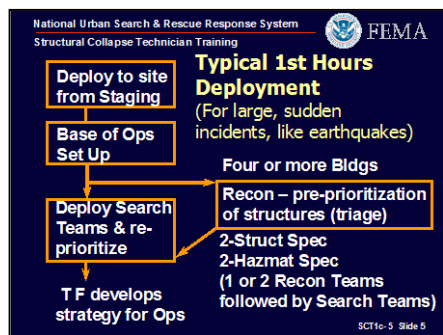 National Urban Search & Rescue Response System
Structural Collapse Technician Training
FEMA
Typical 1st Hours
Deployment
(For large, sudden
incidents, like earthquakes)
Deploy to site
from Staging
Base of Ops
Set Up
Four or more Bldgs
Recon – pre-prioritization
of structures (triage)
Deploy Search
Teams & re-
prioritize
2-Struct Spec
2-Hazmat Spec
(1 or 2 Recon Teams
followed by Search Teams)
TF develops
strategy for Ops
SCT1c- 5 Slide 5